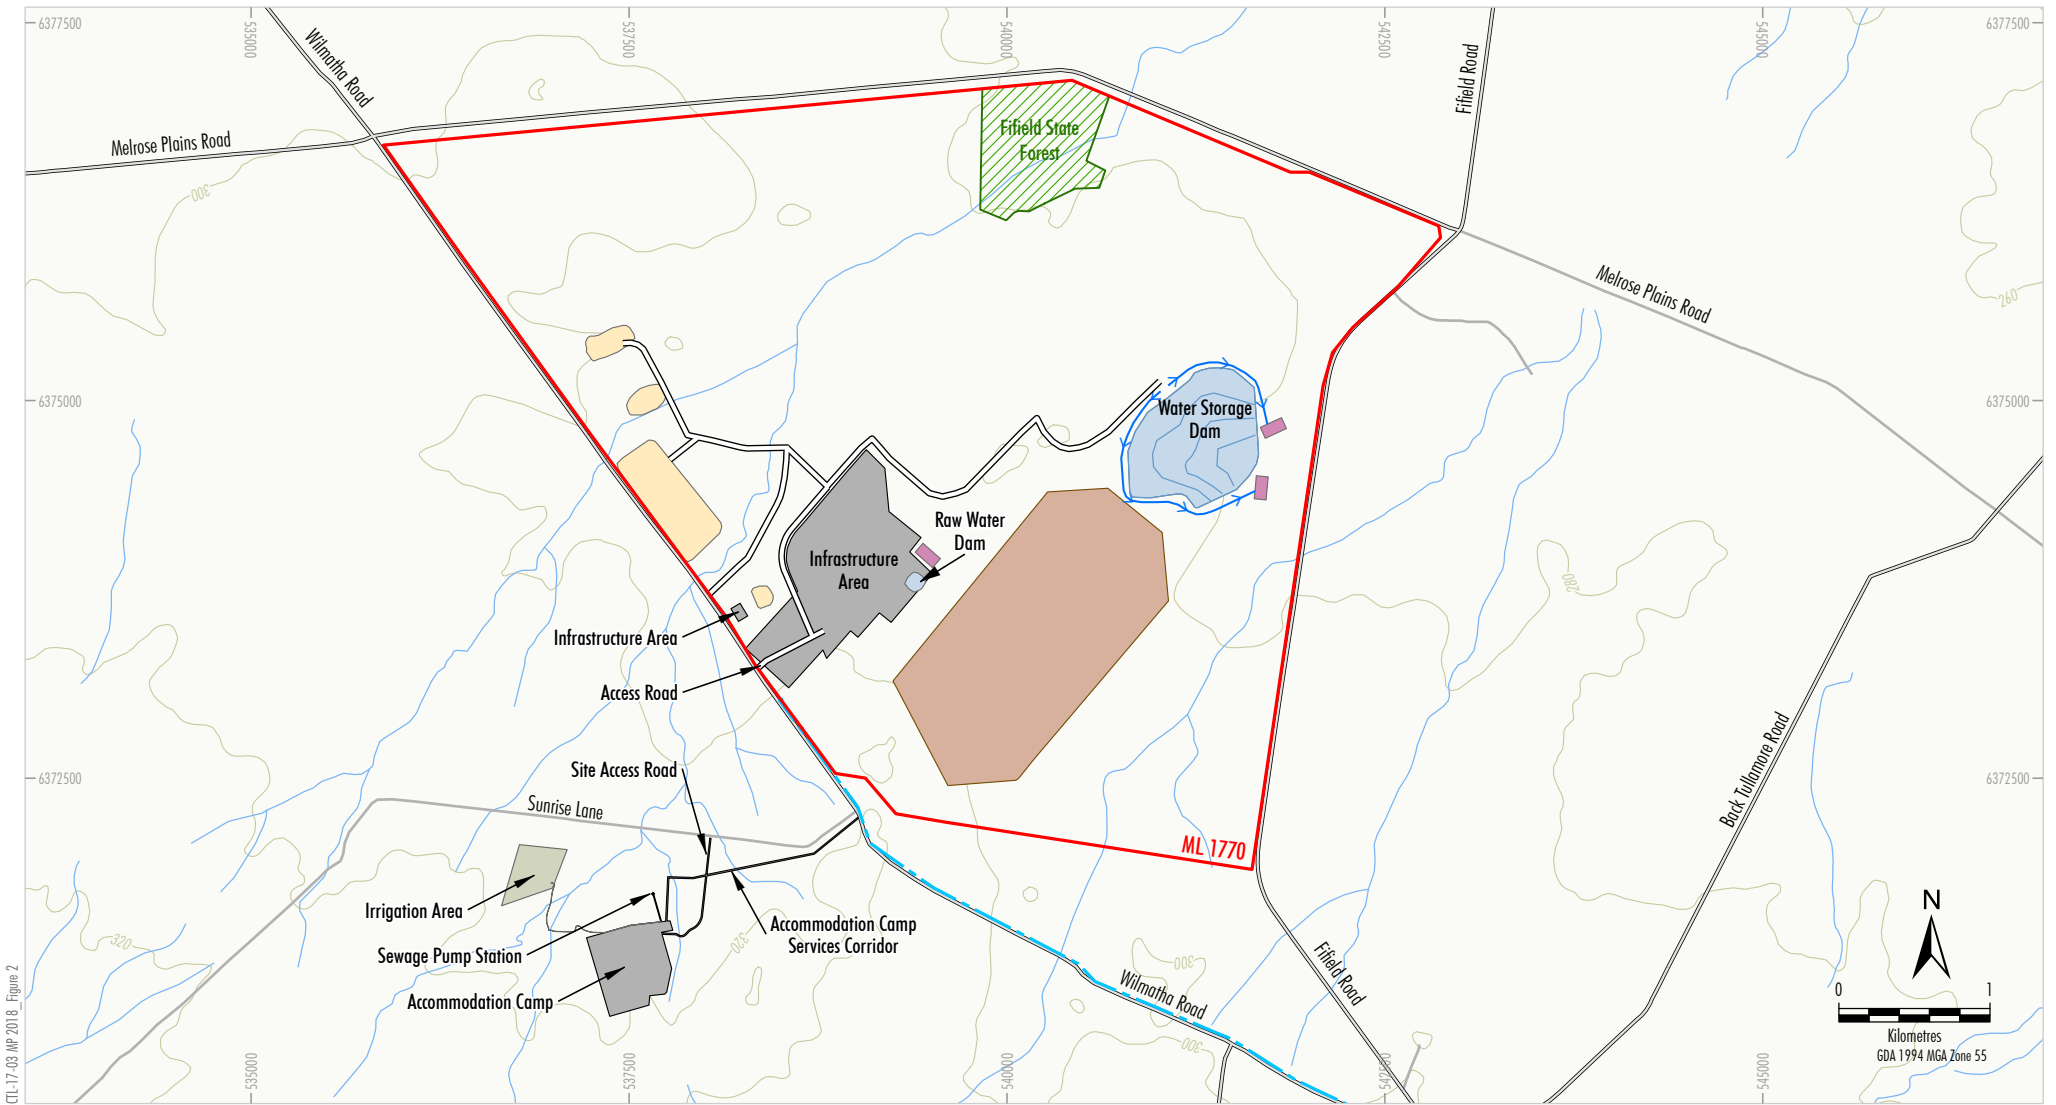 6377500
535000
537500
540000
542500
545000
6377500
Wilmatha Road
Fifield Road
Melrose Plains Road
Fifield State
Forest
300
Melrose Plains Road
260
6375000
6375000
Water Storage
Dam
Raw Water
Dam
Infrastructure
Area
280
Infrastructure Area
Access Road
Site Access Road
6372500
6372500
Sunrise Lane
Back Tullamore Road
ML 1770
Irrigation Area
Accommodation Camp
Services Corridor
320
320
Sewage Pump Station
Accommodation Camp
300
Wilmatha Road
Fifield Road
300
N
0 1
Kilometres
GDA 1994 MGA Zone 55
535000
537500
540000
542500
545000
CTL-17-03 MP 2018_Figure 2